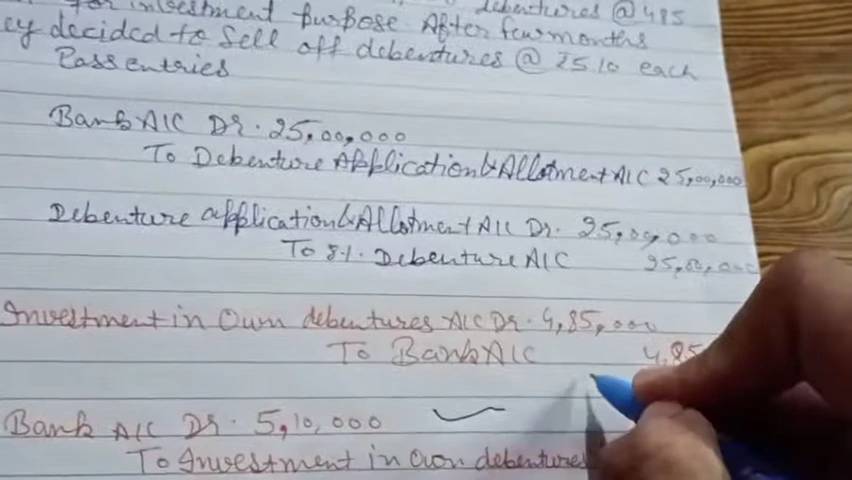 for investment purpose After few months
ey decided to Sell off debentures @ ₹510 each
Pass entries
Bank A/C Dr. 25,00,000
To Debenture Application & Allotment A/C 25,00,000
Debenture application & Allotment A/C Dr. 25,00,000
To 8%. Debenture A/C 25,00,000
Investment in Own debentures A/C Dr. 4,85,000
To Bank A/C 4,85
Bank A/C Dr. 5,10,000
To Investment in own debentures
debentures @ 485